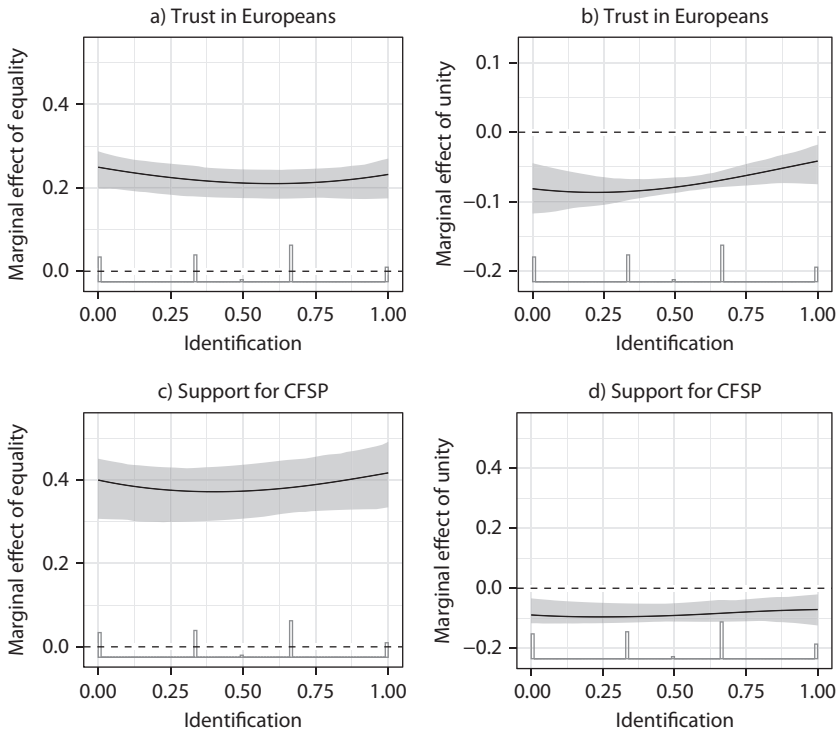 a) Trust in Europeans
Marginal effect of equality
0.4
0.2
0.0
0.00 0.25 0.50 0.75 1.00
Identification
b) Trust in Europeans
Marginal effect of unity
0.1
0.0
−0.1
−0.2
0.00 0.25 0.50 0.75 1.00
Identification
c) Support for CFSP
Marginal effect of equality
0.4
0.2
0.0
0.00 0.25 0.50 0.75 1.00
Identification
d) Support for CFSP
Marginal effect of unity
0.4
0.2
0.0
−0.2
0.00 0.25 0.50 0.75 1.00
Identification